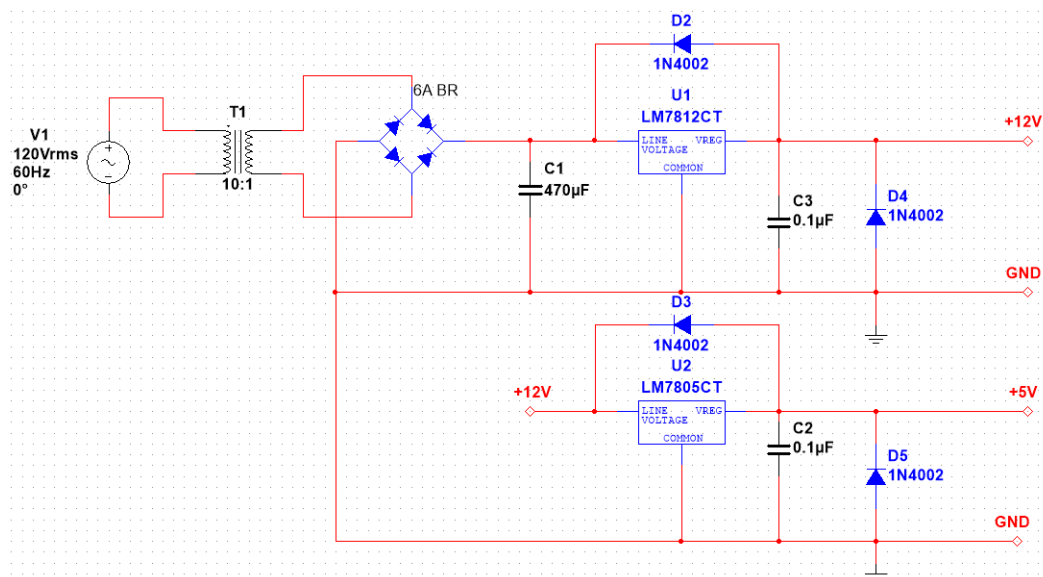 D2
1N4002
6A BR
U1
LM7812CT
T1
V1
120Vrms
60Hz
0°
10:1
LINE VREG
VOLTAGE
COMMON
+12V
C1
470µF
C3
0.1µF
D4
1N4002
GND
D3
1N4002
U2
LM7805CT
+12V
LINE VREG
VOLTAGE
COMMON
+5V
C2
0.1µF
D5
1N4002
GND